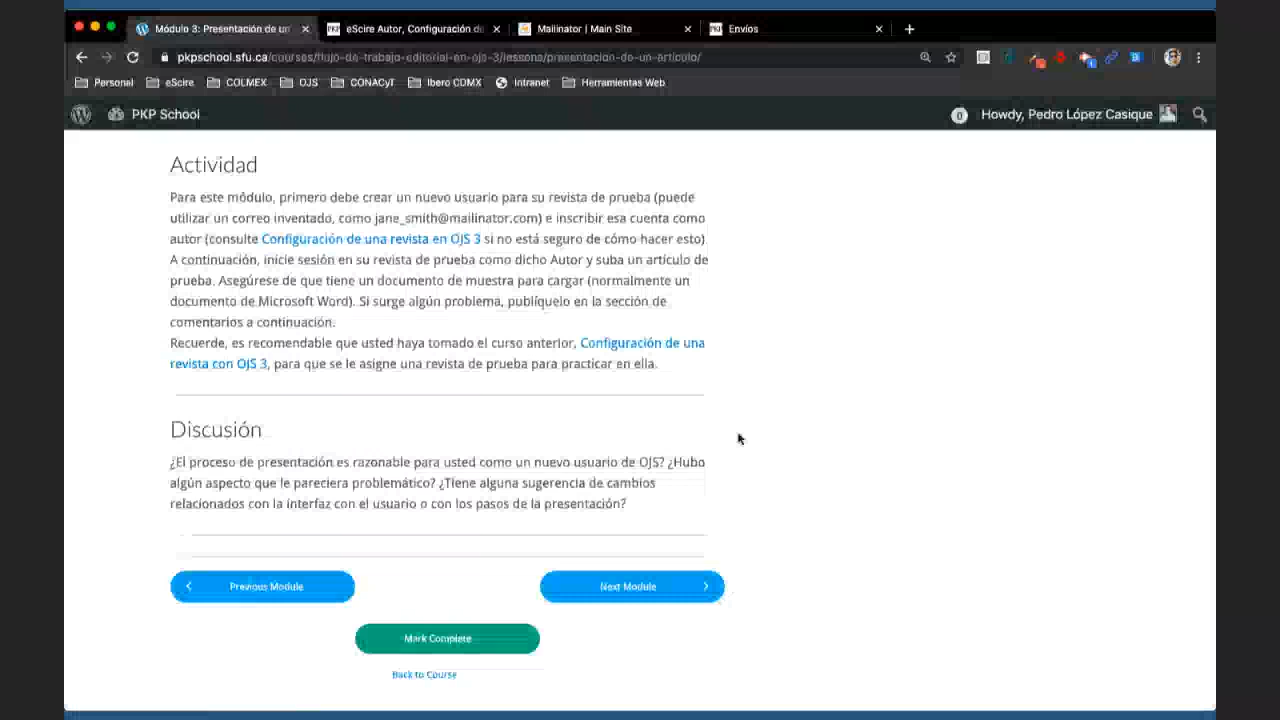 Módulo 3: Presentación de un
eScire Autor, Configuración de
Mailinator | Main Site
PKP Envíos
pkpschool.sfu.ca/courses/flujo-de-trabajo-editorial-en-ojs-3/lessons/presentacion-de-un-articulo/
Personal eScire COLMEX OJS CONACyT Ibero CDMX Intranet Herramientas Web
PKP School
0 Howdy, Pedro López Casique
Actividad
Para este módulo, primero debe crear un nuevo usuario para su revista de prueba (puede
utilizar un correo inventado, como jane_smith@mailinator.com) e inscribir esa cuenta como
autor (consulte Configuración de una revista en OJS 3 si no está seguro de cómo hacer esto)
A continuación, inicie sesión en su revista de prueba como dicho Autor y suba un artículo de
prueba. Asegúrese de que tiene un documento de muestra para cargar (normalmente un
documento de Microsoft Word). Si surge algún problema, publíquelo en la sección de
comentarios a continuación.
Recuerde, es recomendable que usted haya tomado el curso anterior, Configuración de una
revista con OJS 3, para que se le asigne una revista de prueba para practicar en ella.
Discusión
¿El proceso de presentación es razonable para usted como un nuevo usuario de OJS? ¿Hubo
algún aspecto que le pareciera problemático? ¿Tiene alguna sugerencia de cambios
relacionados con la interfaz con el usuario o con los pasos de la presentación?
Previous Module
Next Module
Mark Complete
Back to Course